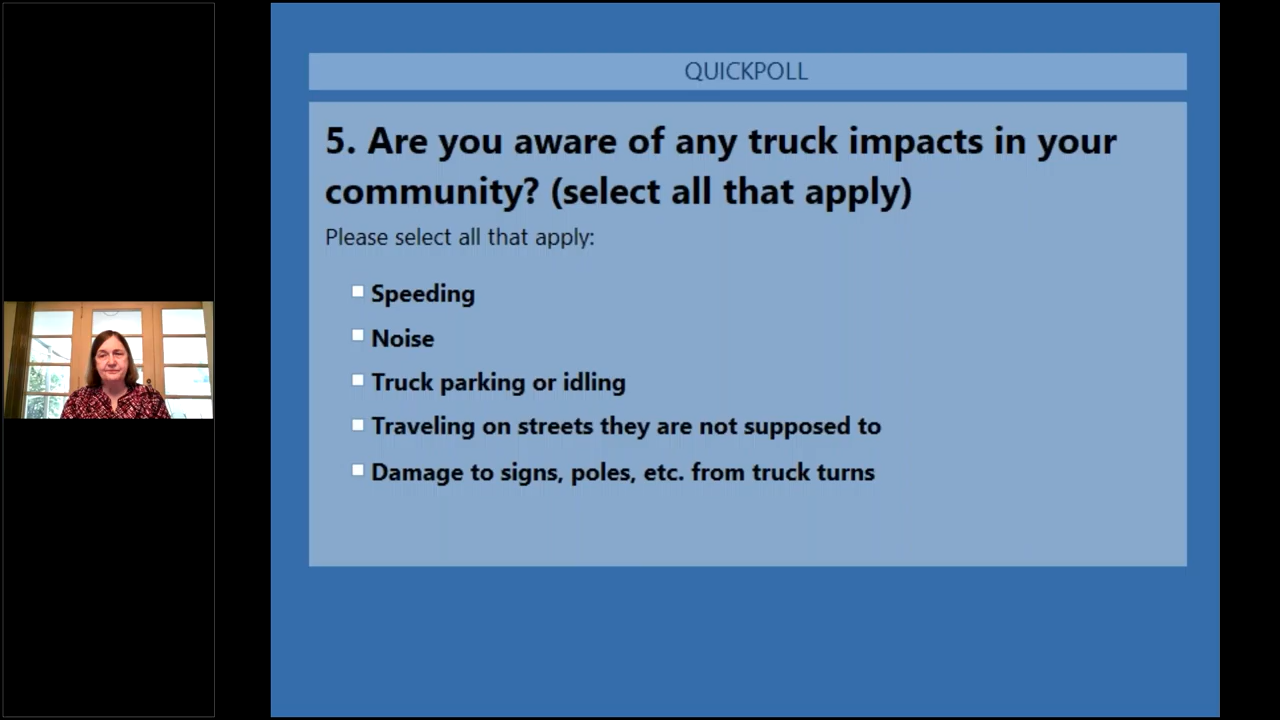 QUICKPOLL
5. Are you aware of any truck impacts in your
community? (select all that apply)
Please select all that apply:
Speeding
Noise
Truck parking or idling
Traveling on streets they are not supposed to
Damage to signs, poles, etc. from truck turns